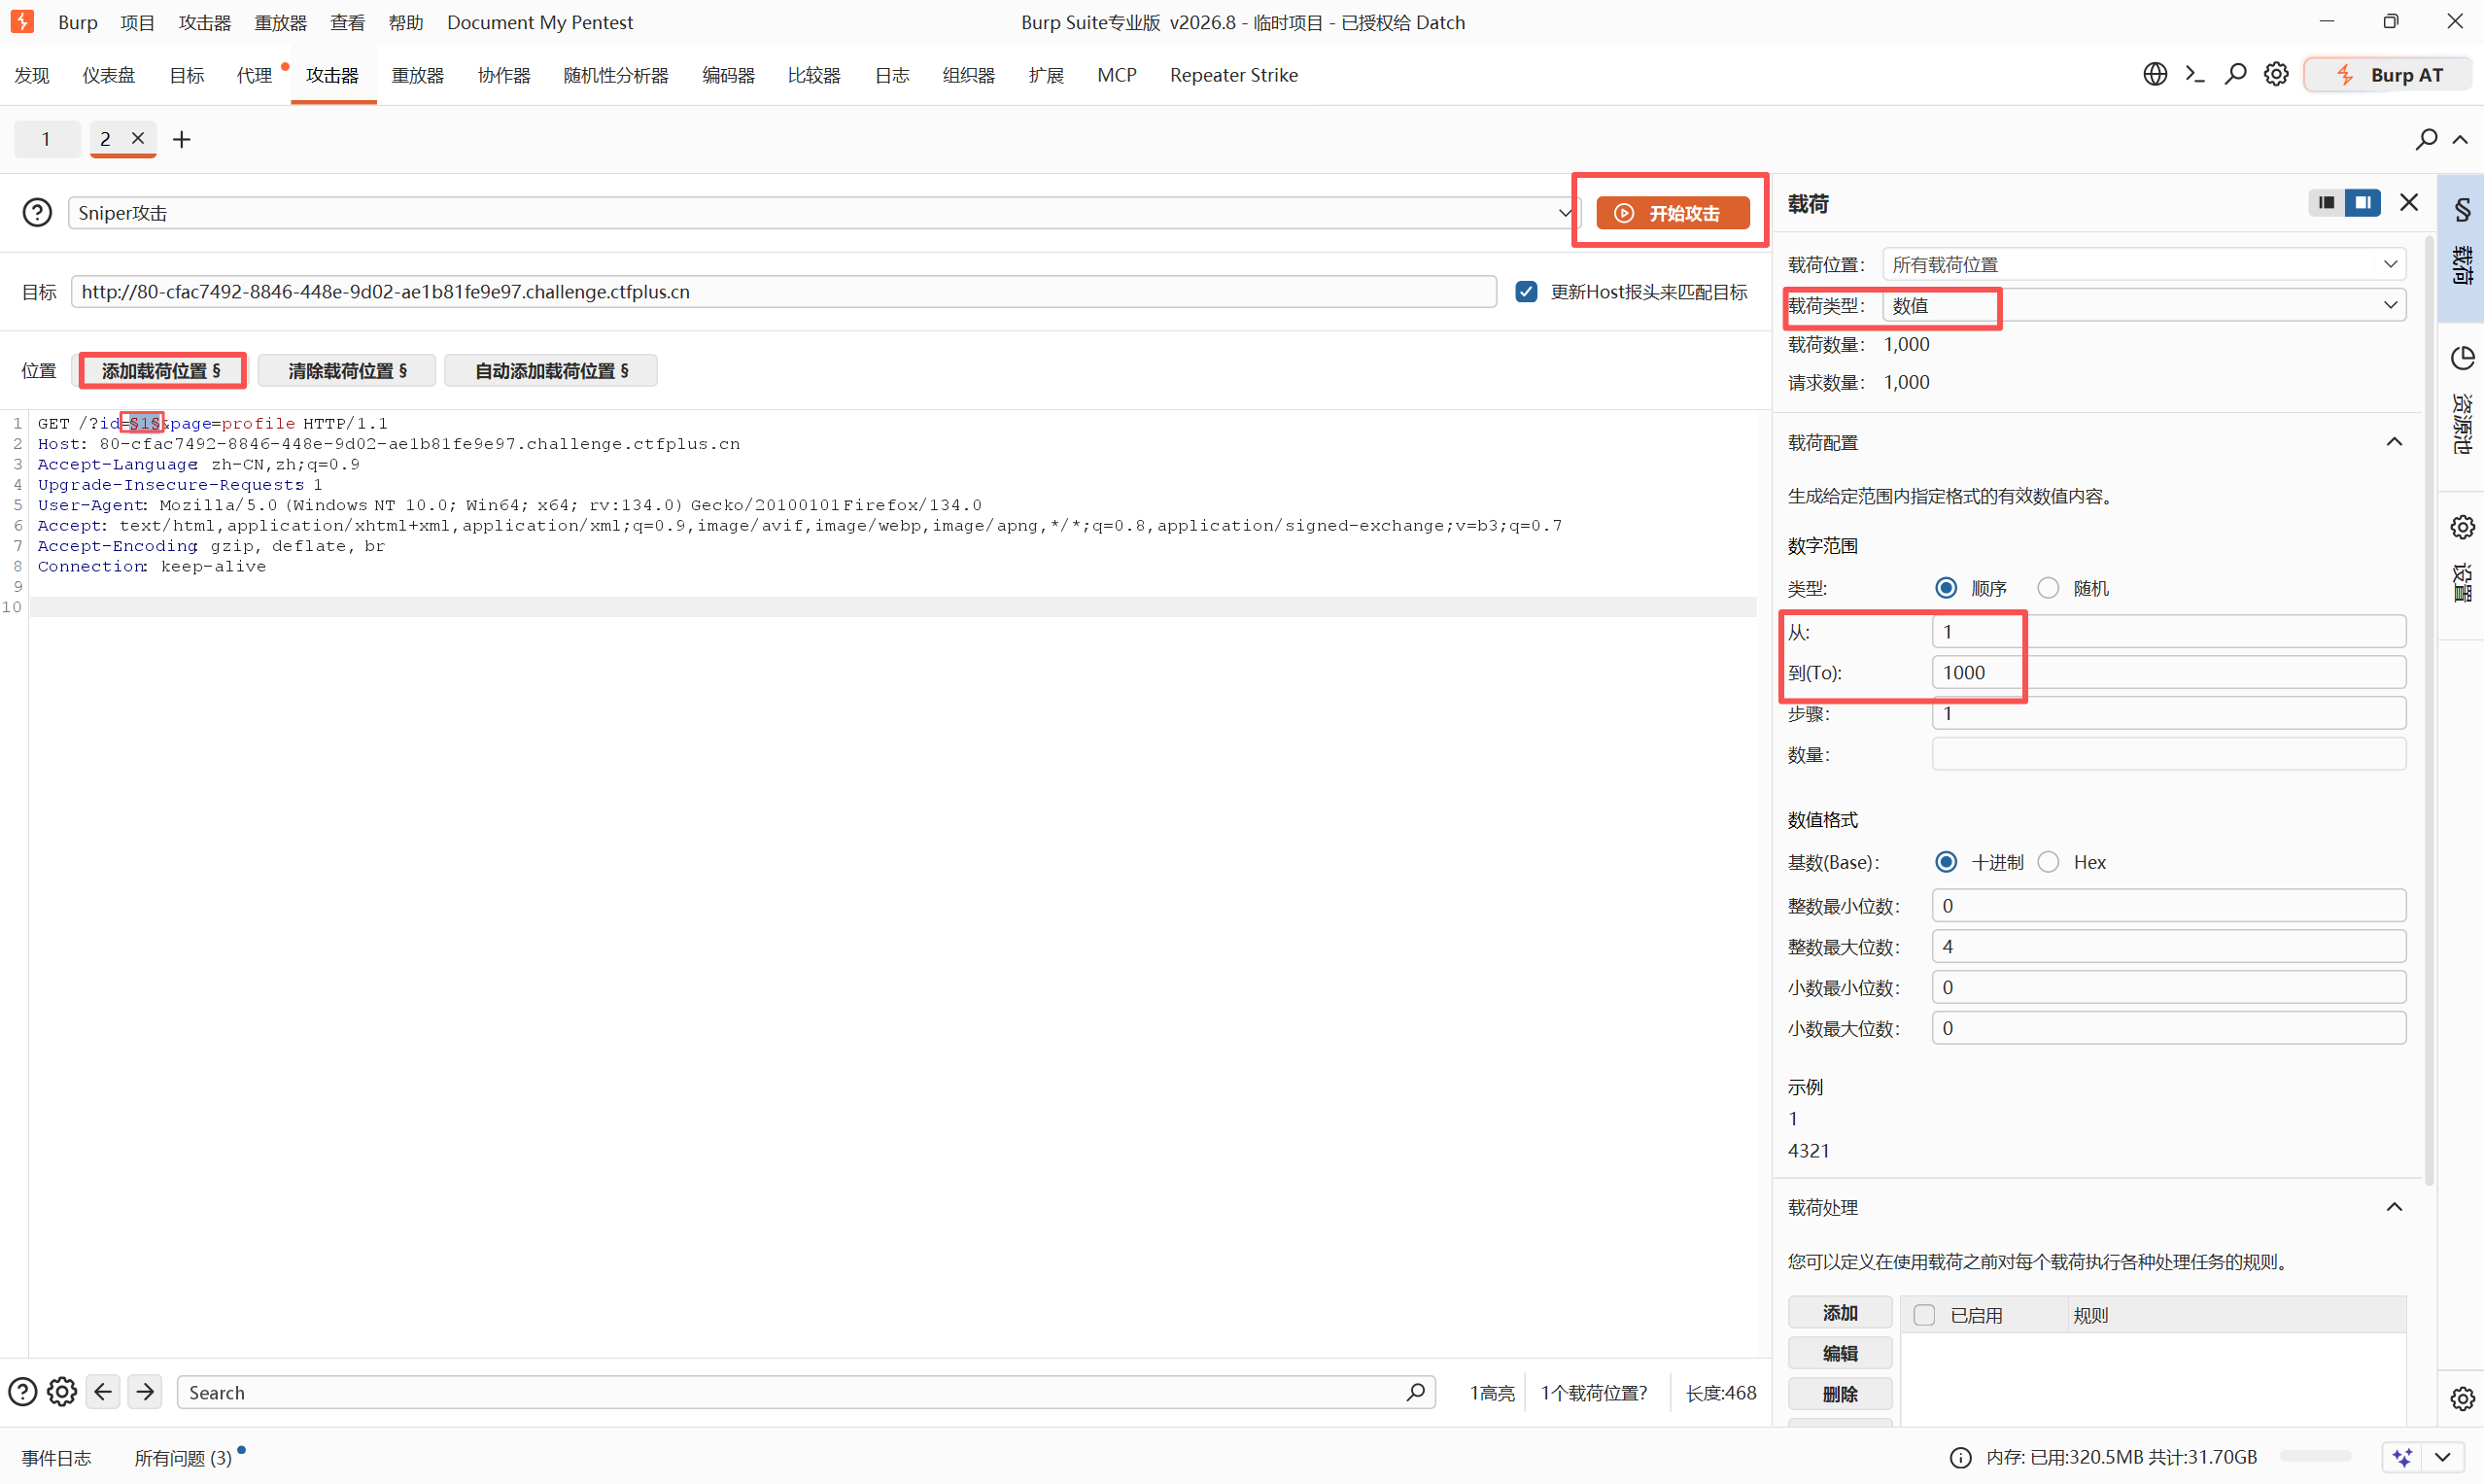 Burp 项目 攻击器 重放器 查看 帮助 Document My Pentest
Burp Suite专业版 v2026.8 - 临时项目 - 已授权给 Datch
发现 仪表盘 目标 代理 攻击器 重放器 协作器 随机性分析器 编码器 比较器 日志 组织器 扩展 MCP Repeater Strike
Burp AT
1 2 × +
Sniper攻击
开始攻击
目标 http://80-cfac7492-8846-448e-9d02-ae1b81fe9e97.challenge.ctfplus.cn
更新Host报头来匹配目标
位置 添加载荷位置 § 清除载荷位置 § 自动添加载荷位置 §
1 GET /?id=§1§&page=profile HTTP/1.1
2 Host: 80-cfac7492-8846-448e-9d02-ae1b81fe9e97.challenge.ctfplus.cn
3 Accept-Language: zh-CN,zh;q=0.9
4 Upgrade-Insecure-Requests: 1
5 User-Agent: Mozilla/5.0 (Windows NT 10.0; Win64; x64; rv:134.0) Gecko/20100101 Firefox/134.0
6 Accept: text/html,application/xhtml+xml,application/xml;q=0.9,image/avif,image/webp,image/apng,*/*;q=0.8,application/signed-exchange;v=b3;q=0.7
7 Accept-Encoding: gzip, deflate, br
8 Connection: keep-alive
9
10
载荷
载荷位置: 所有载荷位置
载荷类型: 数值
载荷数量: 1,000
请求数量: 1,000
载荷配置
生成给定范围内指定格式的有效数值内容。
数字范围
类型: 顺序 随机
从: 1
到(To): 1000
步骤: 1
数量:
数值格式
基数(Base): 十进制 Hex
整数最小位数: 0
整数最大位数: 4
小数最小位数: 0
小数最大位数: 0
示例
1
4321
载荷处理
您可以定义在使用载荷之前对每个载荷执行各种处理任务的规则。
添加 已启用 规则
编辑
删除
§ 载荷
资源池
设置
Search
1高亮 1个载荷位置? 长度:468
事件日志 所有问题 (3)
内存: 已用:320.5MB 共计:31.70GB